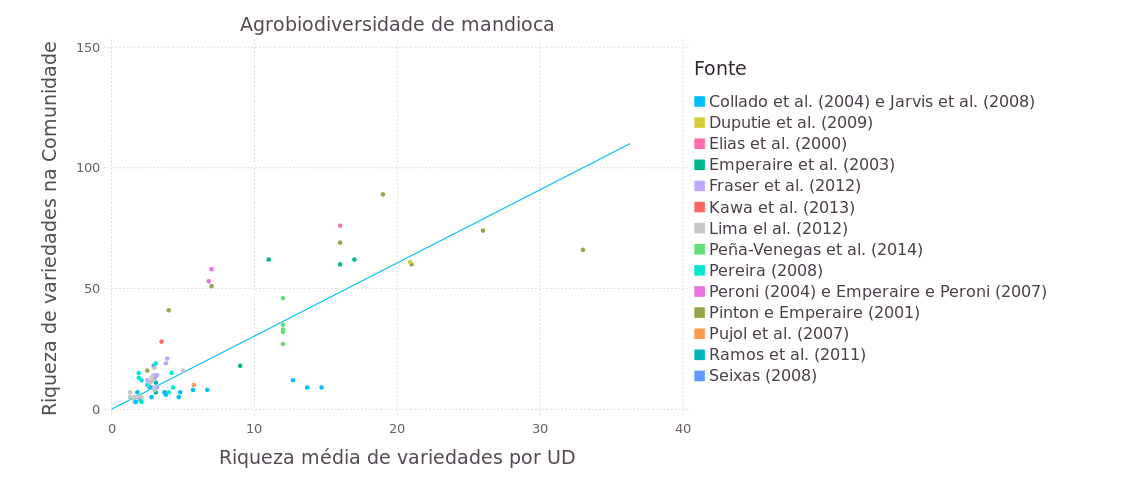 Agrobiodiversidade de mandioca
Riqueza de variedades na Comunidade
150
100
50
0
0 10 20 30 40
Riqueza média de variedades por UD
Fonte
Collado et al. (2004) e Jarvis et al. (2008)
Duputie et al. (2009)
Elias et al. (2000)
Emperaire et al. (2003)
Fraser et al. (2012)
Kawa et al. (2013)
Lima el al. (2012)
Peña-Venegas et al. (2014)
Pereira (2008)
Peroni (2004) e Emperaire e Peroni (2007)
Pinton e Emperaire (2001)
Pujol et al. (2007)
Ramos et al. (2011)
Seixas (2008)